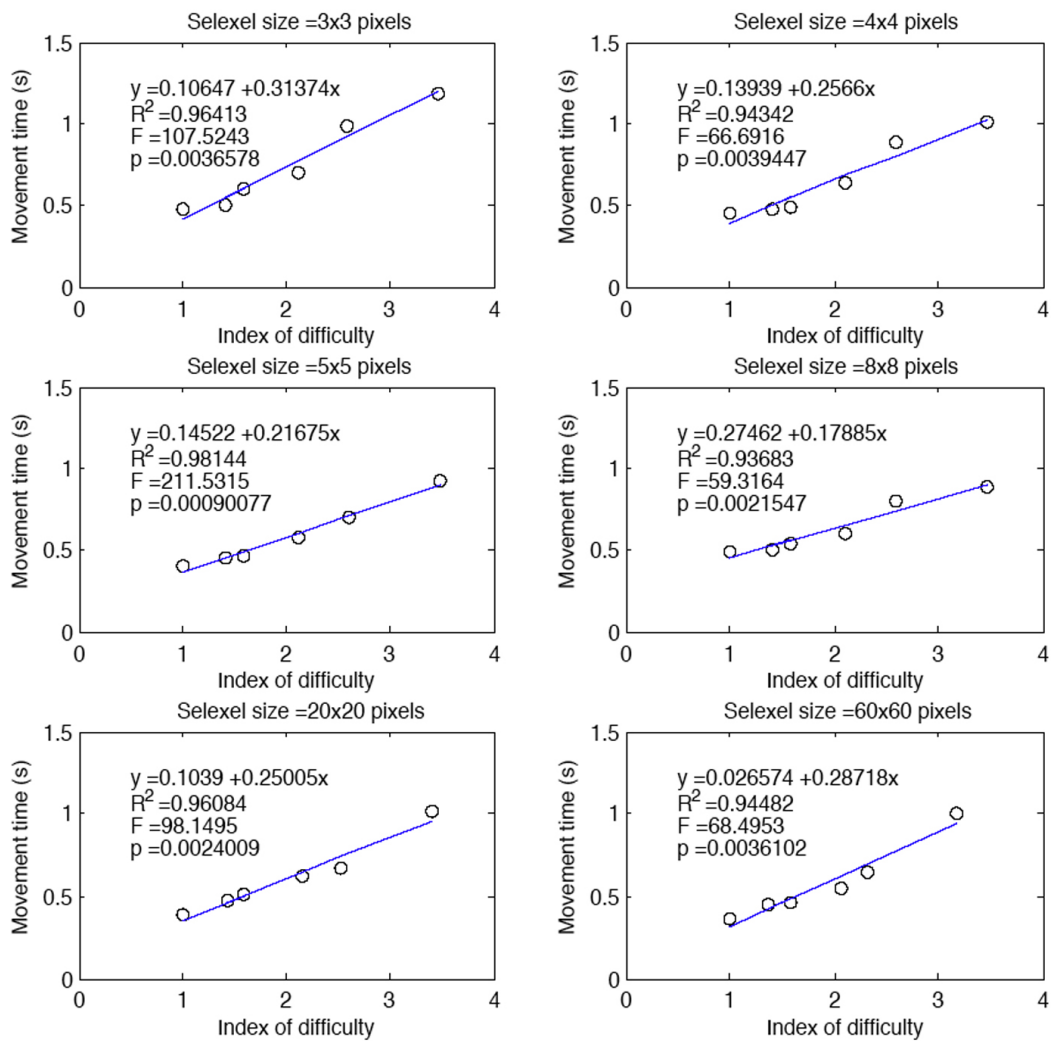 Selexel size =3x3 pixels
1.5
1
0.5
0
Movement time (s)
y =0.10647 +0.31374x
R² =0.96413
F =107.5243
p =0.0036578
0 1 2 3 4
Index of difficulty
Selexel size =4x4 pixels
1.5
1
0.5
0
Movement time (s)
y =0.13939 +0.2566x
R² =0.94342
F =66.6916
p =0.0039447
0 1 2 3 4
Index of difficulty
Selexel size =5x5 pixels
1.5
1
0.5
0
Movement time (s)
y =0.14522 +0.21675x
R² =0.98144
F =211.5315
p =0.00090077
0 1 2 3 4
Index of difficulty
Selexel size =8x8 pixels
1.5
1
0.5
0
Movement time (s)
y =0.27462 +0.17885x
R² =0.93683
F =59.3164
p =0.0021547
0 1 2 3 4
Index of difficulty
Selexel size =20x20 pixels
1.5
1
0.5
0
Movement time (s)
y =0.1039 +0.25005x
R² =0.96084
F =98.1495
p =0.0024009
0 1 2 3 4
Index of difficulty
Selexel size =60x60 pixels
1.5
1
0.5
0
Movement time (s)
y =0.026574 +0.28718x
R² =0.94482
F =68.4953
p =0.0036102
0 1 2 3 4
Index of difficulty